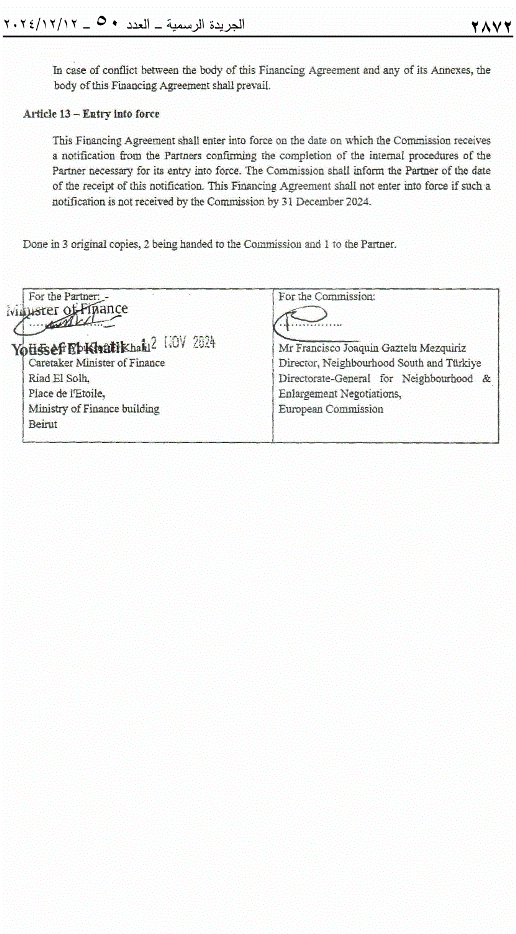 ٢٨٧٢ الجريدة الرسمية ـ العدد ٥٠ ـ ٢٠٢٤/١٢/١٢
In case of conflict between the body of this Financing Agreement and any of its Annexes, the
body of this Financing Agreement shall prevail.
Article 13 – Entry into force
This Financing Agreement shall enter into force on the date on which the Commission receives
a notification from the Partners confirming the completion of the internal procedures of the
Partner necessary for its entry into force. The Commission shall inform the Partner of the date
of the receipt of this notification. This Financing Agreement shall not enter into force if such a
notification is not received by the Commission by 31 December 2024.
Done in 3 original copies, 2 being handed to the Commission and 1 to the Partner.
For the Partner:
Minister of Finance
Youssef El Khalil
2 NOV 2024
Caretaker Minister of Finance
Riad El Solh,
Place de l'Etoile,
Ministry of Finance building
Beirut
For the Commission:
Mr Francisco Joaquin Gaztelu Mezquiriz
Director, Neighbourhood South and Türkiye
Directorate-General for Neighbourhood &
Enlargement Negotiations,
European Commission